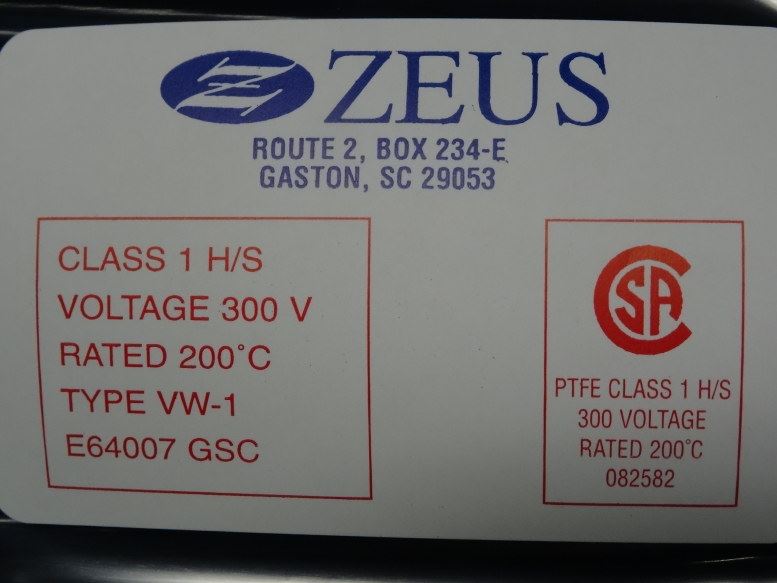 ZEUS
ROUTE 2, BOX 234-E
GASTON, SC 29053
CLASS 1 H/S
VOLTAGE 300 V
RATED 200°C
TYPE VW-1
E64007 GSC
CSA
PTFE CLASS 1 H/S
300 VOLTAGE
RATED 200°C
082582